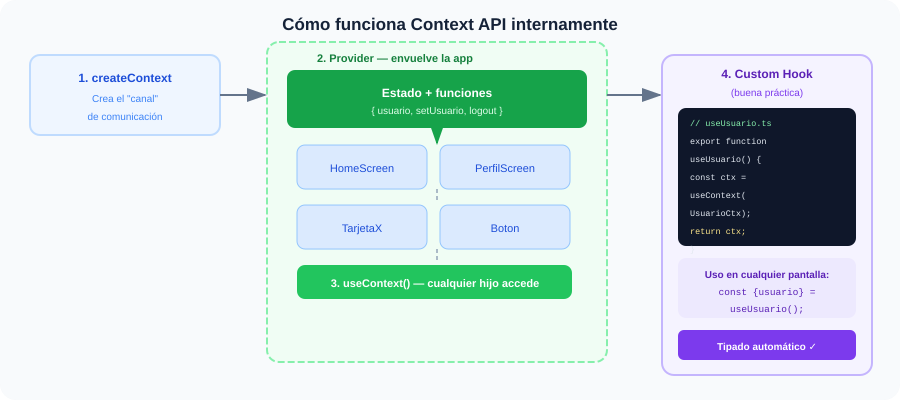 Cómo funciona Context API internamente
1. createContext
Crea el "canal"
de comunicación
2. Provider — envuelve la app
Estado + funciones
{ usuario, setUsuario, logout }
HomeScreen
PerfilScreen
TarjetaX
Boton
3. useContext() — cualquier hijo accede
4. Custom Hook
(buena práctica)
// useUsuario.ts
export function
useUsuario() {
const ctx =
useContext(
UsuarioCtx);
return ctx;
Uso en cualquier pantalla:
const {usuario} =
useUsuario();
Tipado automático ✓